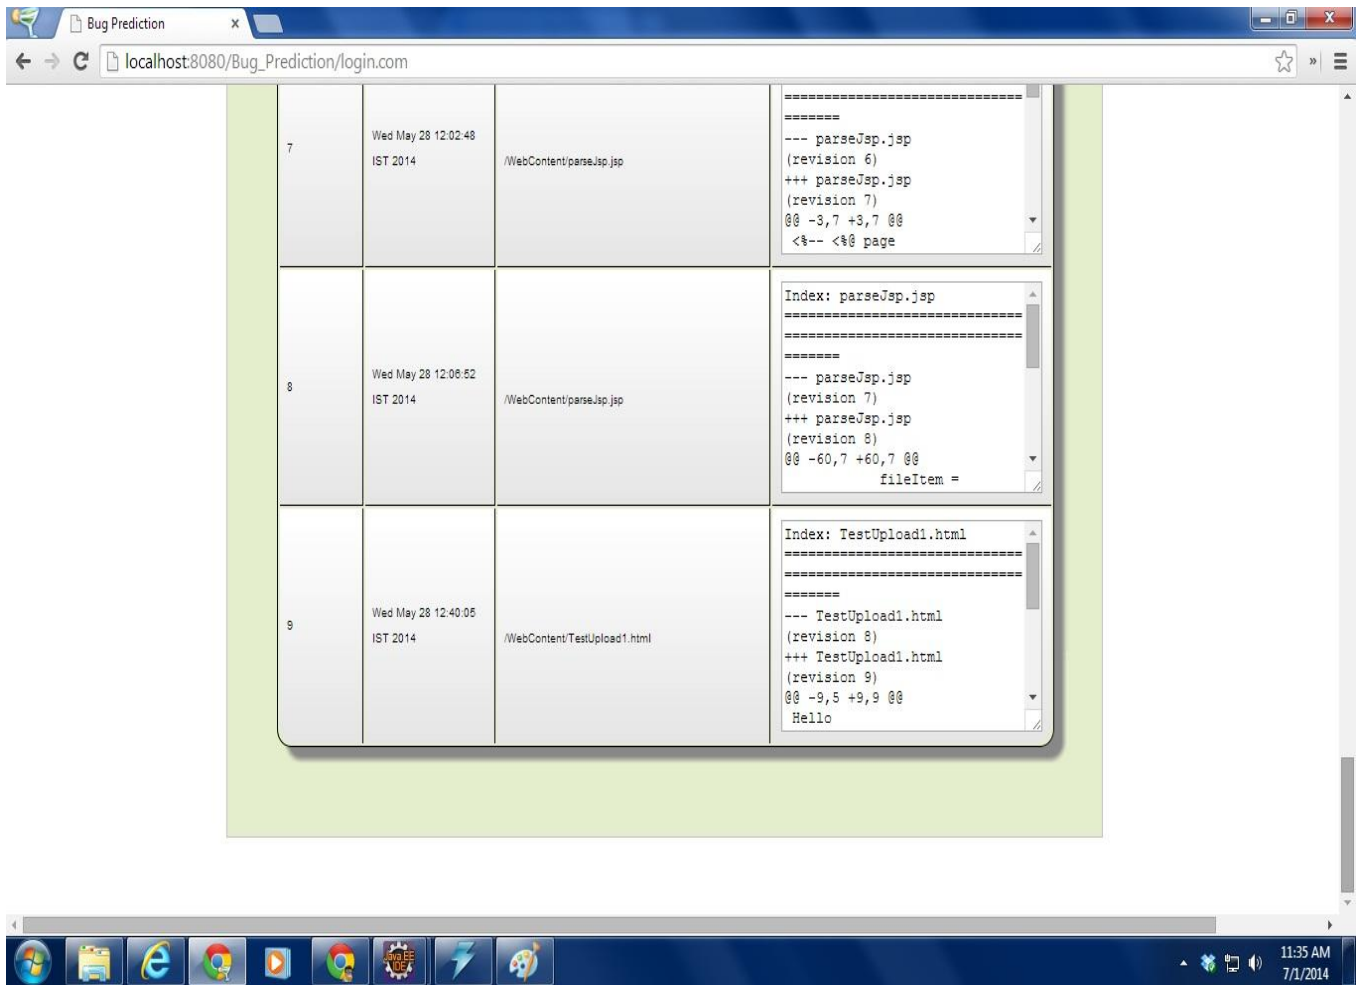 Bug Prediction
localhost:8080/Bug_Prediction/login.com
==============================
=======
--- parseJsp.jsp
(revision 6)
+++ parseJsp.jsp
(revision 7)
@@ -3,7 +3,7 @@
<%-- <%@ page
7
Wed May 28 12:02:48
IST 2014
/WebContent/parseJsp.jsp
Index: parseJsp.jsp
==============================
==============================
=======
--- parseJsp.jsp
(revision 7)
+++ parseJsp.jsp
(revision 8)
@@ -60,7 +60,7 @@
fileItem =
8
Wed May 28 12:06:52
IST 2014
/WebContent/parseJsp.jsp
Index: TestUpload1.html
==============================
==============================
=======
--- TestUpload1.html
(revision 8)
+++ TestUpload1.html
(revision 9)
@@ -9,5 +9,9 @@
Hello
9
Wed May 28 12:40:05
IST 2014
/WebContent/TestUpload1.html
Java EE
IDE
11:35 AM
7/1/2014